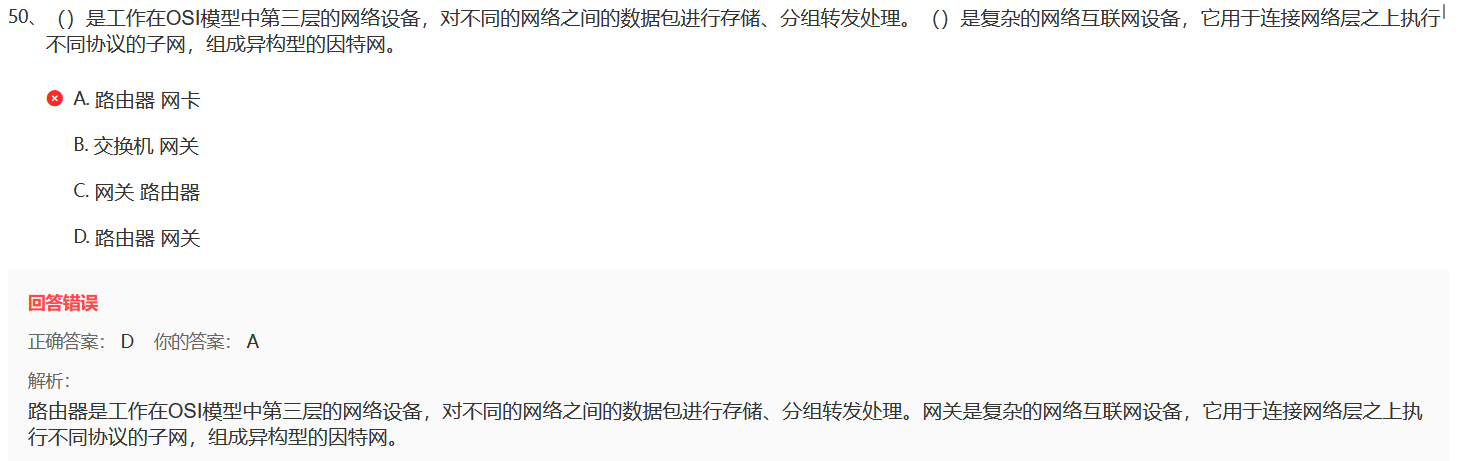 50、（）是工作在OSI模型中第三层的网络设备，对不同的网络之间的数据包进行存储、分组转发处理。（）是复杂的网络互联网设备，它用于连接网络层之上执行
不同协议的子网，组成异构型的因特网。
A. 路由器 网卡
B. 交换机 网关
C. 网关 路由器
D. 路由器 网关
回答错误
正确答案： D 你的答案： A
解析：
路由器是工作在OSI模型中第三层的网络设备，对不同的网络之间的数据包进行存储、分组转发处理。网关是复杂的网络互联网设备，它用于连接网络层之上执
行不同协议的子网，组成异构型的因特网。